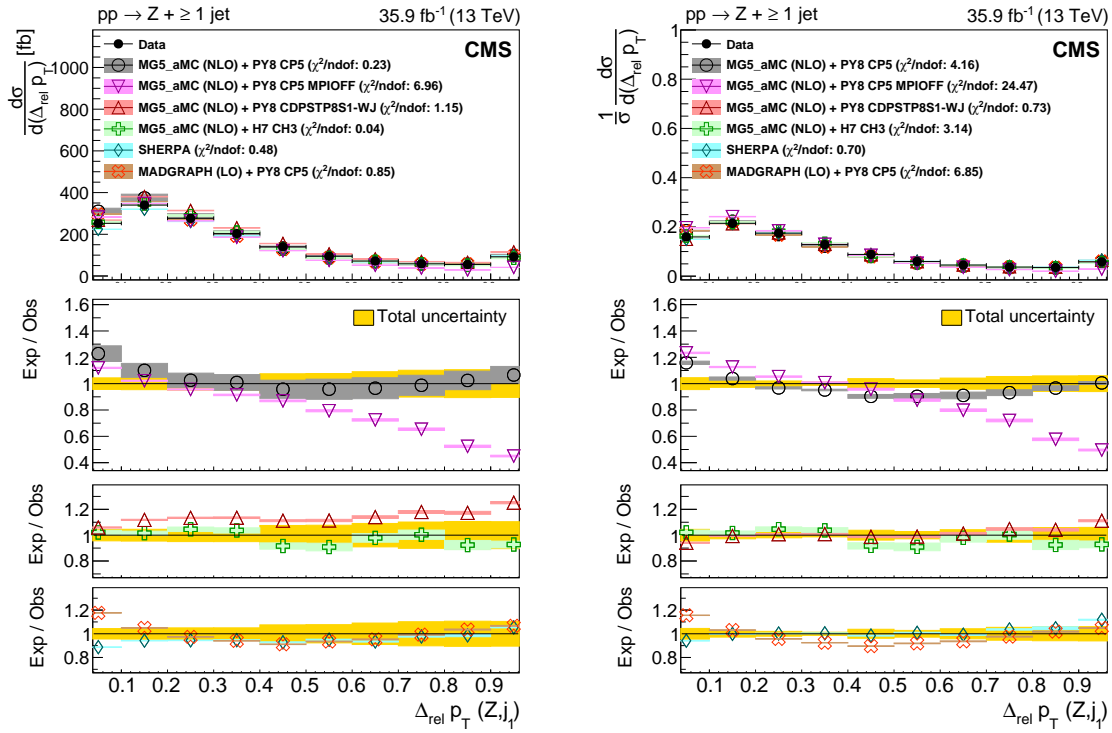 pp → Z + ≥ 1 jet 35.9 fb⁻¹ (13 TeV)
CMS
dσ / d(Δrel pT) [fb]
Data
MG5_aMC (NLO) + PY8 CP5 (χ²/ndof: 0.23)
MG5_aMC (NLO) + PY8 CP5 MPIOFF (χ²/ndof: 6.96)
MG5_aMC (NLO) + PY8 CDPSTP8S1-WJ (χ²/ndof: 1.15)
MG5_aMC (NLO) + H7 CH3 (χ²/ndof: 0.04)
SHERPA (χ²/ndof: 0.48)
MADGRAPH (LO) + PY8 CP5 (χ²/ndof: 0.85)
1000
800
600
400
200
0
Exp / Obs
Total uncertainty
1.6
1.4
1.2
1
0.8
0.6
0.4
Exp / Obs
1.2
1
0.8
Exp / Obs
1.2
1
0.8
0.1 0.2 0.3 0.4 0.5 0.6 0.7 0.8 0.9
Δrel pT (Z,j1)
pp → Z + ≥ 1 jet 35.9 fb⁻¹ (13 TeV)
CMS
1/σ dσ / d(Δrel pT)
Data
MG5_aMC (NLO) + PY8 CP5 (χ²/ndof: 4.16)
MG5_aMC (NLO) + PY8 CP5 MPIOFF (χ²/ndof: 24.47)
MG5_aMC (NLO) + PY8 CDPSTP8S1-WJ (χ²/ndof: 0.73)
MG5_aMC (NLO) + H7 CH3 (χ²/ndof: 3.14)
SHERPA (χ²/ndof: 0.70)
MADGRAPH (LO) + PY8 CP5 (χ²/ndof: 6.85)
1
0.8
0.6
0.4
0.2
0
Exp / Obs
Total uncertainty
1.6
1.4
1.2
1
0.8
0.6
0.4
Exp / Obs
1.2
1
0.8
Exp / Obs
1.2
1
0.8
0.1 0.2 0.3 0.4 0.5 0.6 0.7 0.8 0.9
Δrel pT (Z,j1)